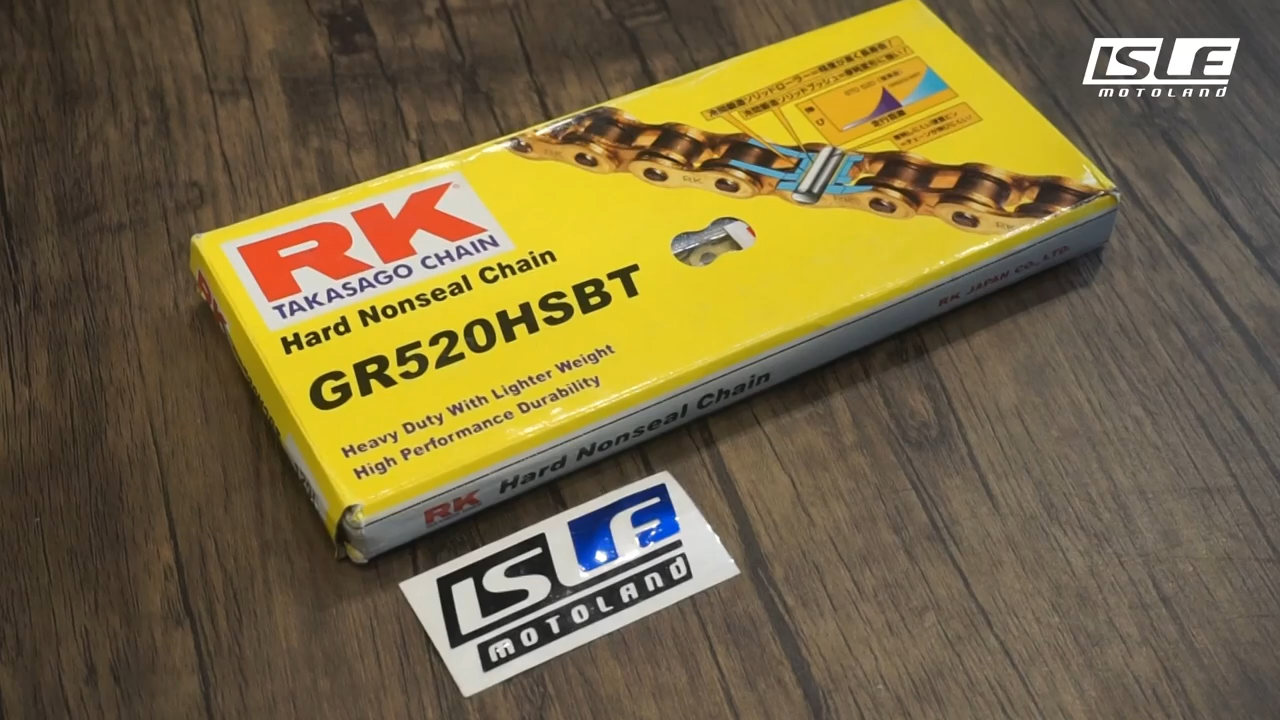 ISLE
MOTOLAND
RK
TAKASAGO CHAIN
Hard Nonseal Chain
GR520HSBT
Heavy Duty With Lighter Weight
High Performance Durability
RK Hard Nonseal Chain
RK JAPAN CO., LTD.
ISLE
MOTOLAND